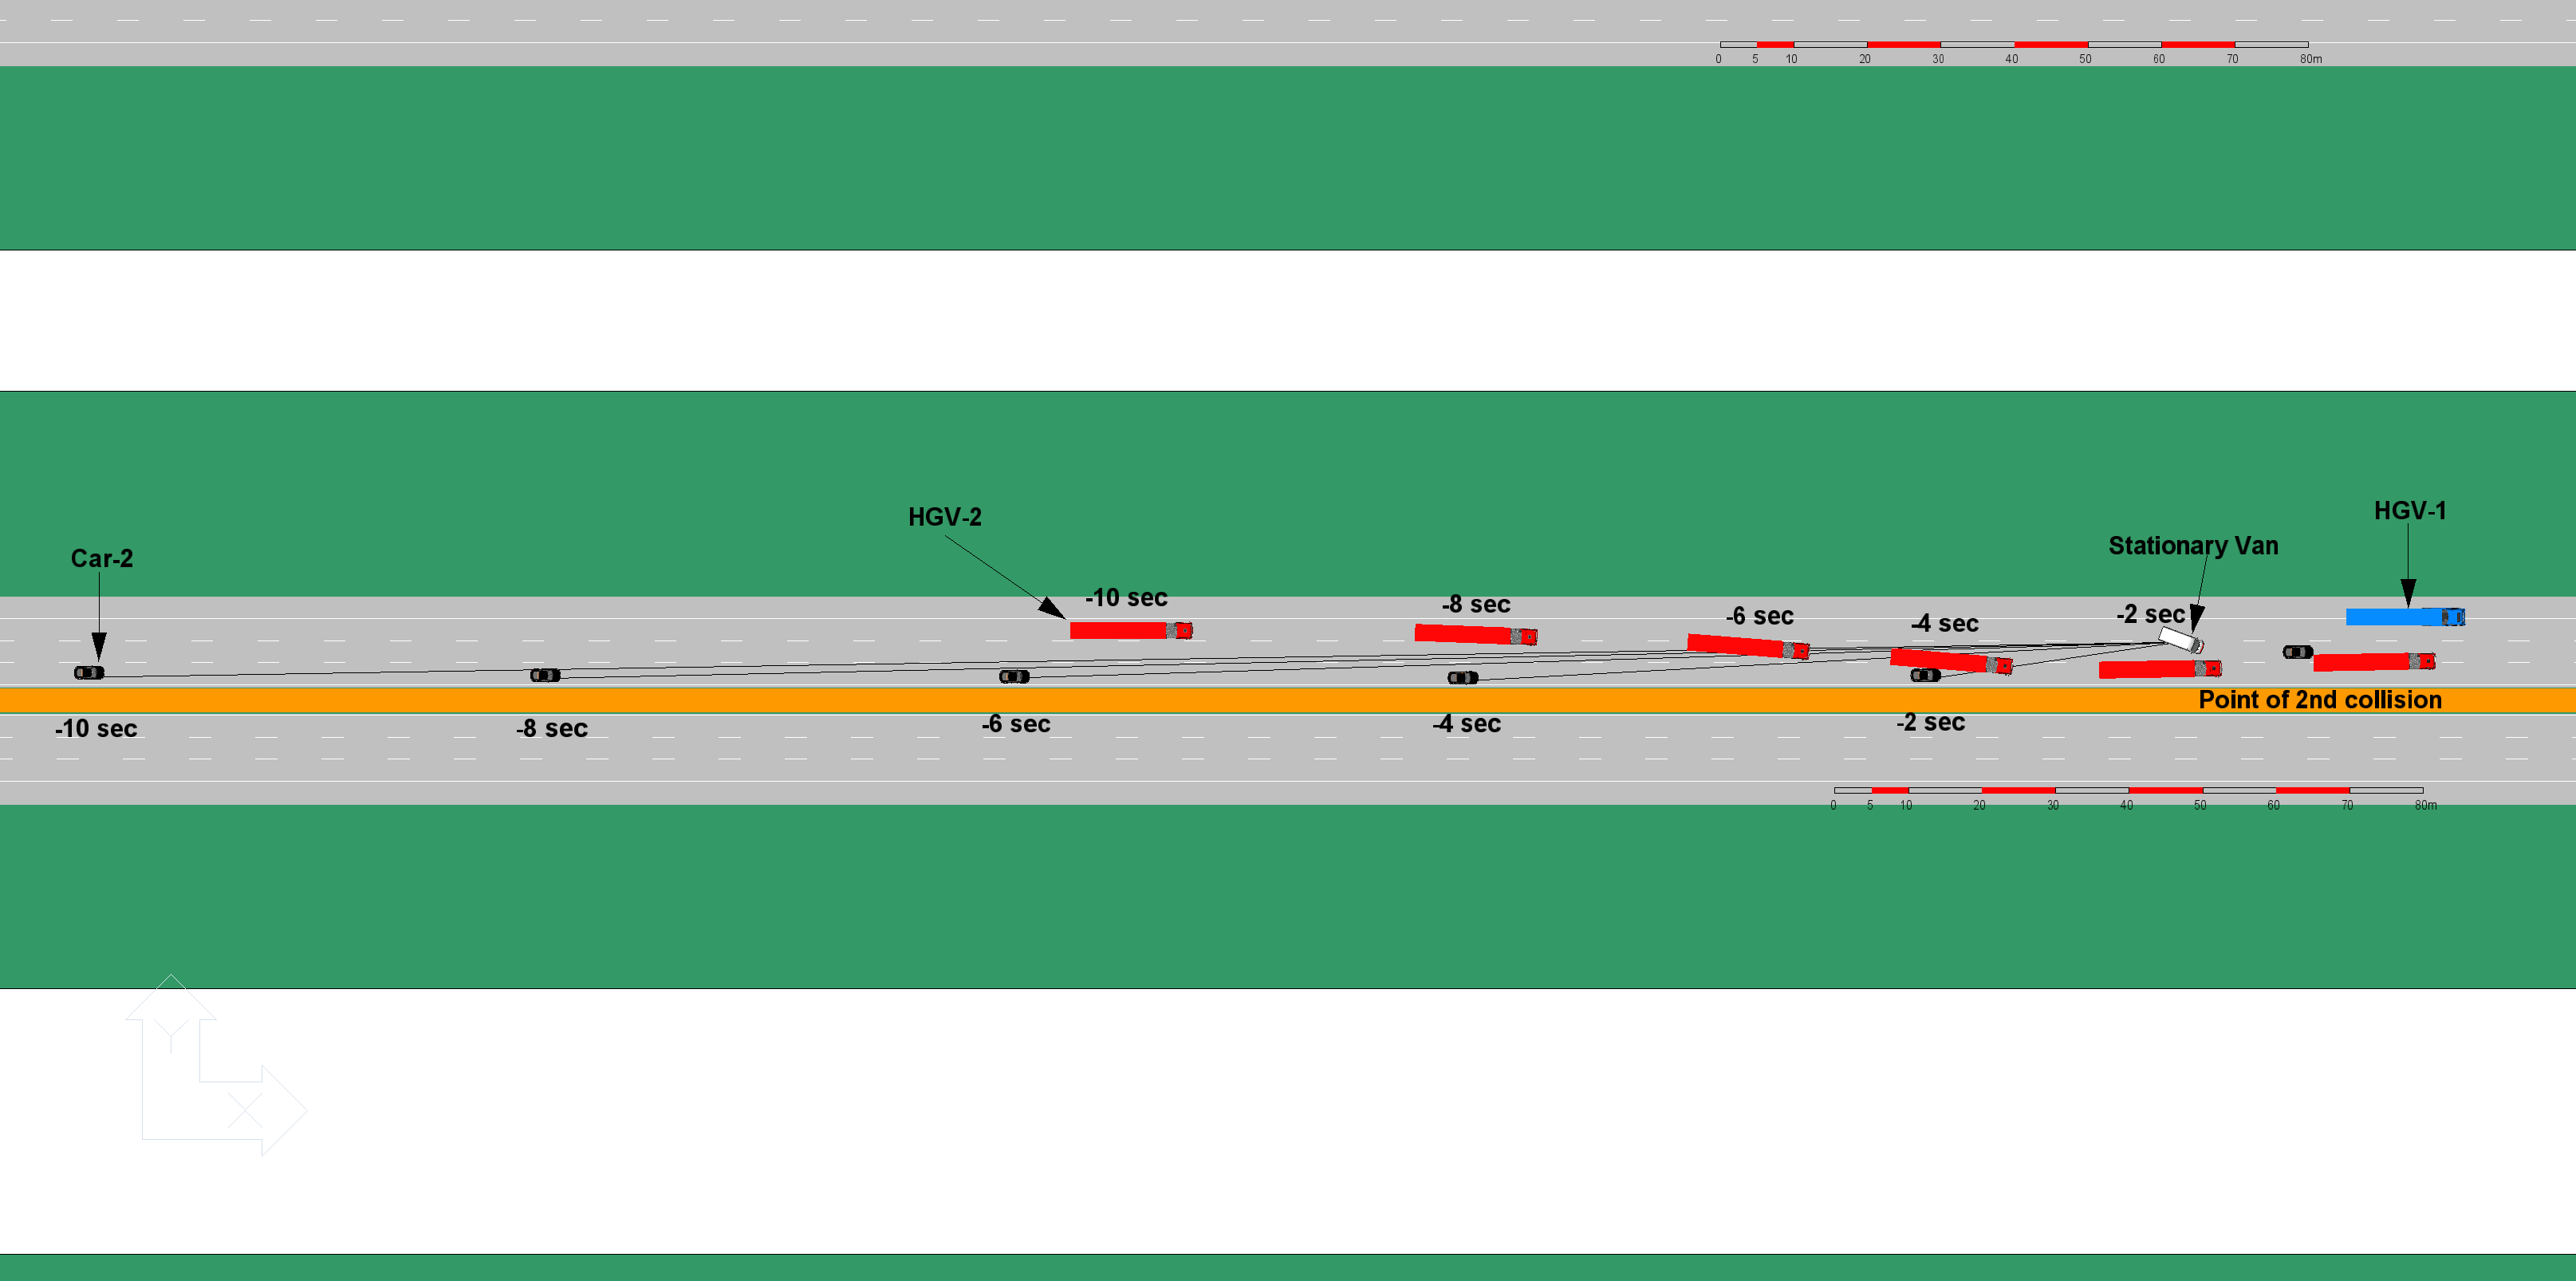 0 5 10 20 30 40 50 60 70 80m
HGV-1
HGV-2
Stationary Van
Car-2
-10 sec
-8 sec
-6 sec
-4 sec
-2 sec
Point of 2nd collision
-10 sec
-8 sec
-6 sec
-4 sec
-2 sec
0 5 10 20 30 40 50 60 70 80m
Y
X